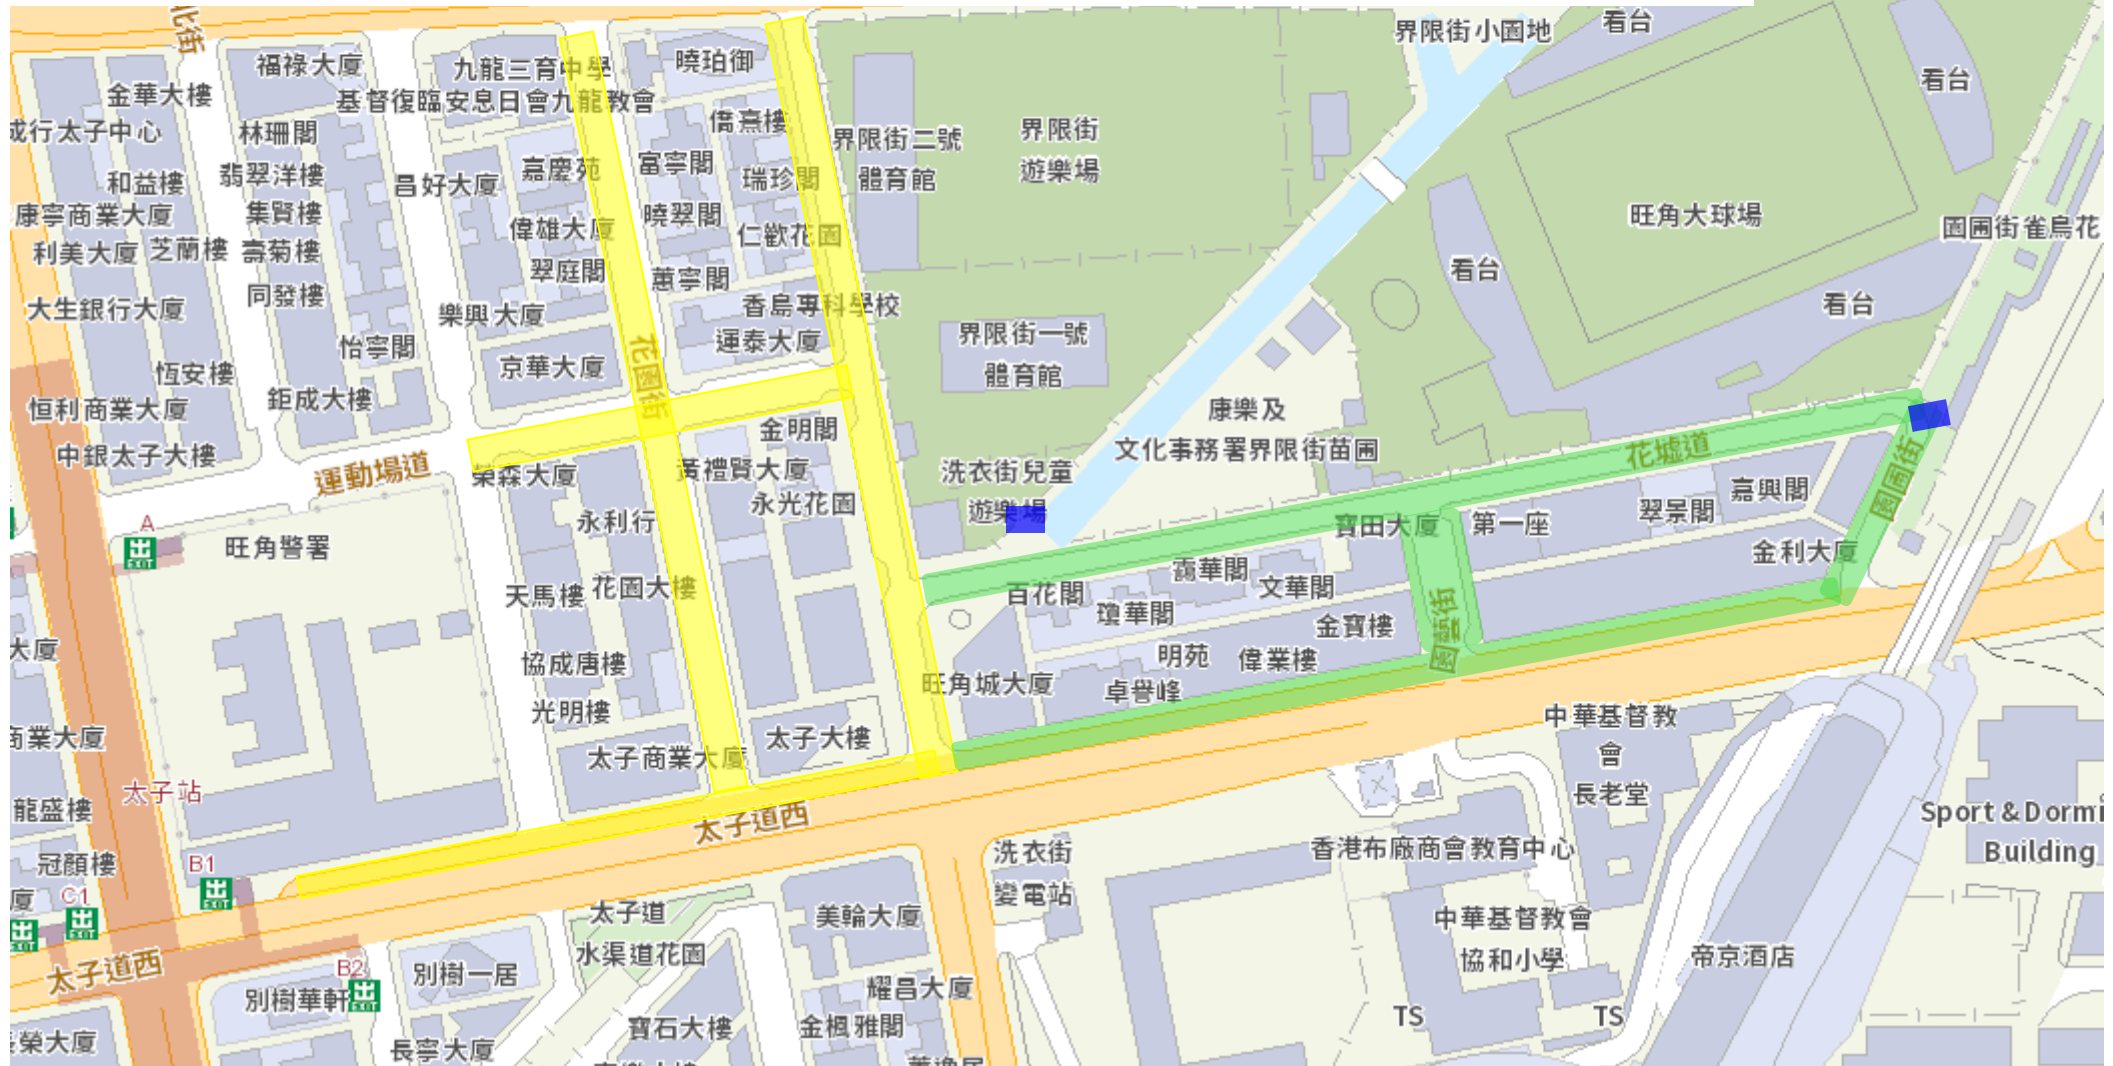 北街
福祿大廈
金華大樓
成行太子中心
林珊閣
翡翠洋樓
和益樓
康寧商業大廈
集賢樓
利美大廈
芝蘭樓
壽菊樓
同發樓
大生銀行大廈
怡寧閣
恆安樓
恒利商業大廈
鉅成大樓
中銀太子大樓
運動場道
九龍三育中學
基督復臨安息日會九龍教會
曉珀御
僑熹樓
嘉慶苑
富寧閣
瑞珍閣
昌好大廈
偉雄大廈
曉翠閣
仁歡花園
翠庭閣
蕙寧閣
樂興大廈
香島專科學校
運泰大廈
京華大廈
花園街
金明閣
榮森大廈
黃禮賢大廈
永光花園
永利行
天馬樓
花園大樓
協成唐樓
光明樓
太子商業大廈
太子大樓
界限街二號
體育館
界限街
遊樂場
界限街小園地
看台
看台
旺角大球場
園圃街雀鳥花
看台
看台
界限街一號
體育館
康樂及
文化事務署界限街苗圃
洗衣街兒童
遊樂場
花墟道
園圃街
嘉興閣
翠景閣
第一座
寶田大廈
金利大廈
靄華閣
文華閣
百花閣
瓊華閣
金寶樓
園藝街
明苑
偉業樓
旺角城大廈
卓譽峰
A
出
EXIT
旺角警署
大廈
商業大廈
太子站
龍盛樓
冠顏樓
廈
B1
出
EXIT
C1
出
EXIT
出
EXIT
太子道西
太子道西
B2
出
EXIT
別樹一居
別樹華軒
長寧大廈
榮大廈
太子道
水渠道花園
寶石大樓
美輪大廈
耀昌大廈
金楓雅閣
洗衣街
變電站
中華基督教
會
長老堂
香港布廠商會教育中心
中華基督教會
協和小學
帝京酒店
TS
TS
Sport & Dormi
Building